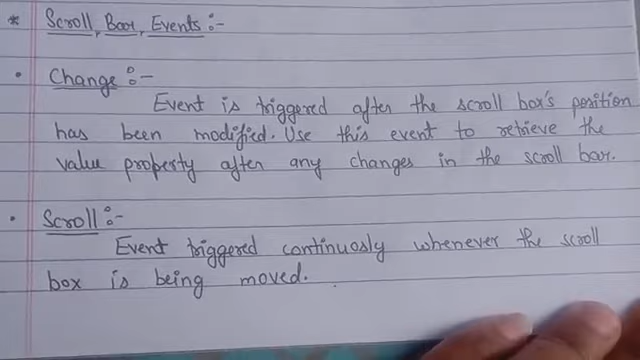 * Scroll, Bar, Events :-
• Change :-
Event is triggered after the scroll box's position
has been modified. Use this event to retrieve the
value property after any changes in the scroll bar.
• Scroll :-
Event triggered continuosly whenever the scroll
box is being moved.